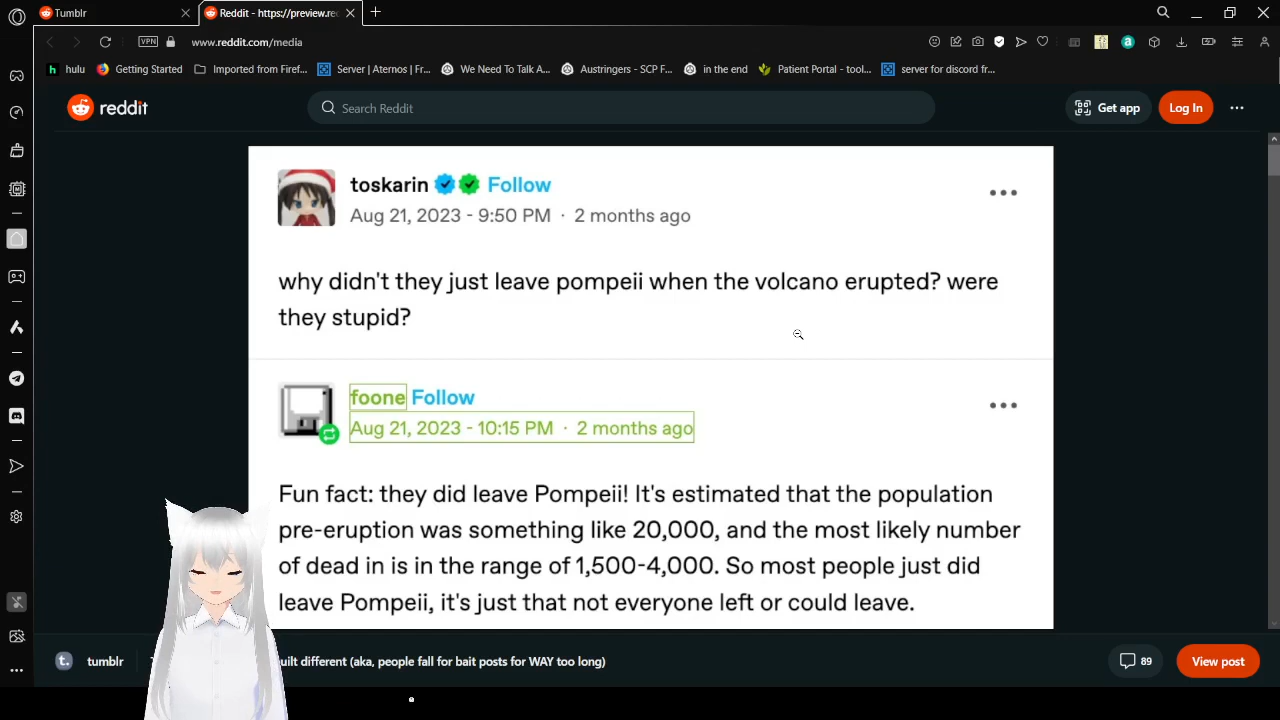 Tumblr
Reddit - https://preview.rec
VPN
www.reddit.com/media
hulu
Getting Started
Imported from Firef...
Server | Aternos | Fr...
We Need To Talk A...
Austringers - SCP F...
in the end
Patient Portal - tool...
server for discord fr...
reddit
Search Reddit
Get app
Log In
toskarin Follow
Aug 21, 2023 - 9:50 PM · 2 months ago
why didn't they just leave pompeii when the volcano erupted? were
they stupid?
foone Follow
Aug 21, 2023 - 10:15 PM · 2 months ago
Fun fact: they did leave Pompeii! It's estimated that the population
pre-eruption was something like 20,000, and the most likely number
of dead in is in the range of 1,500-4,000. So most people just did
leave Pompeii, it's just that not everyone left or could leave.
t. tumblr
uilt different (aka, people fall for bait posts for WAY too long)
89
View post